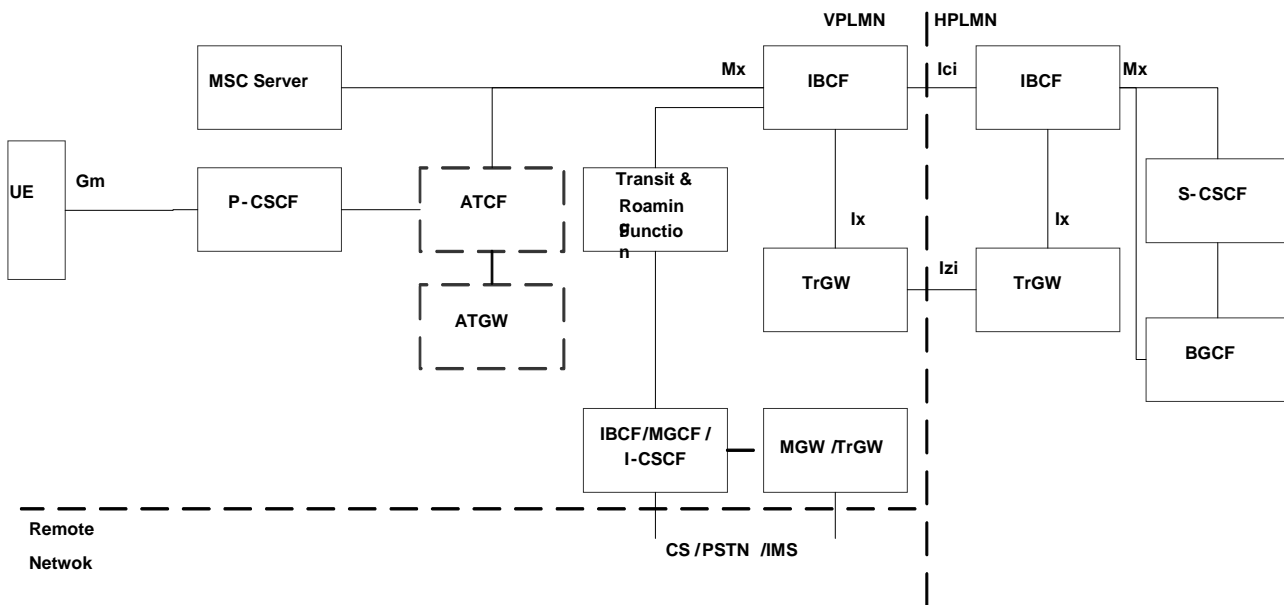 VPLMN
HPLMN
MSC Server
Mx
IBCF
Ici
IBCF
Mx
UE
Gm
P-CSCF
ATCF
Transit &
Roamin
g
Functio
n
Ix
Ix
S-CSCF
ATGW
TrGW
Izi
TrGW
BGCF
IBCF/MGCF /
I-CSCF
MGW /TrGW
Remote
Netwok
CS /PSTN /IMS